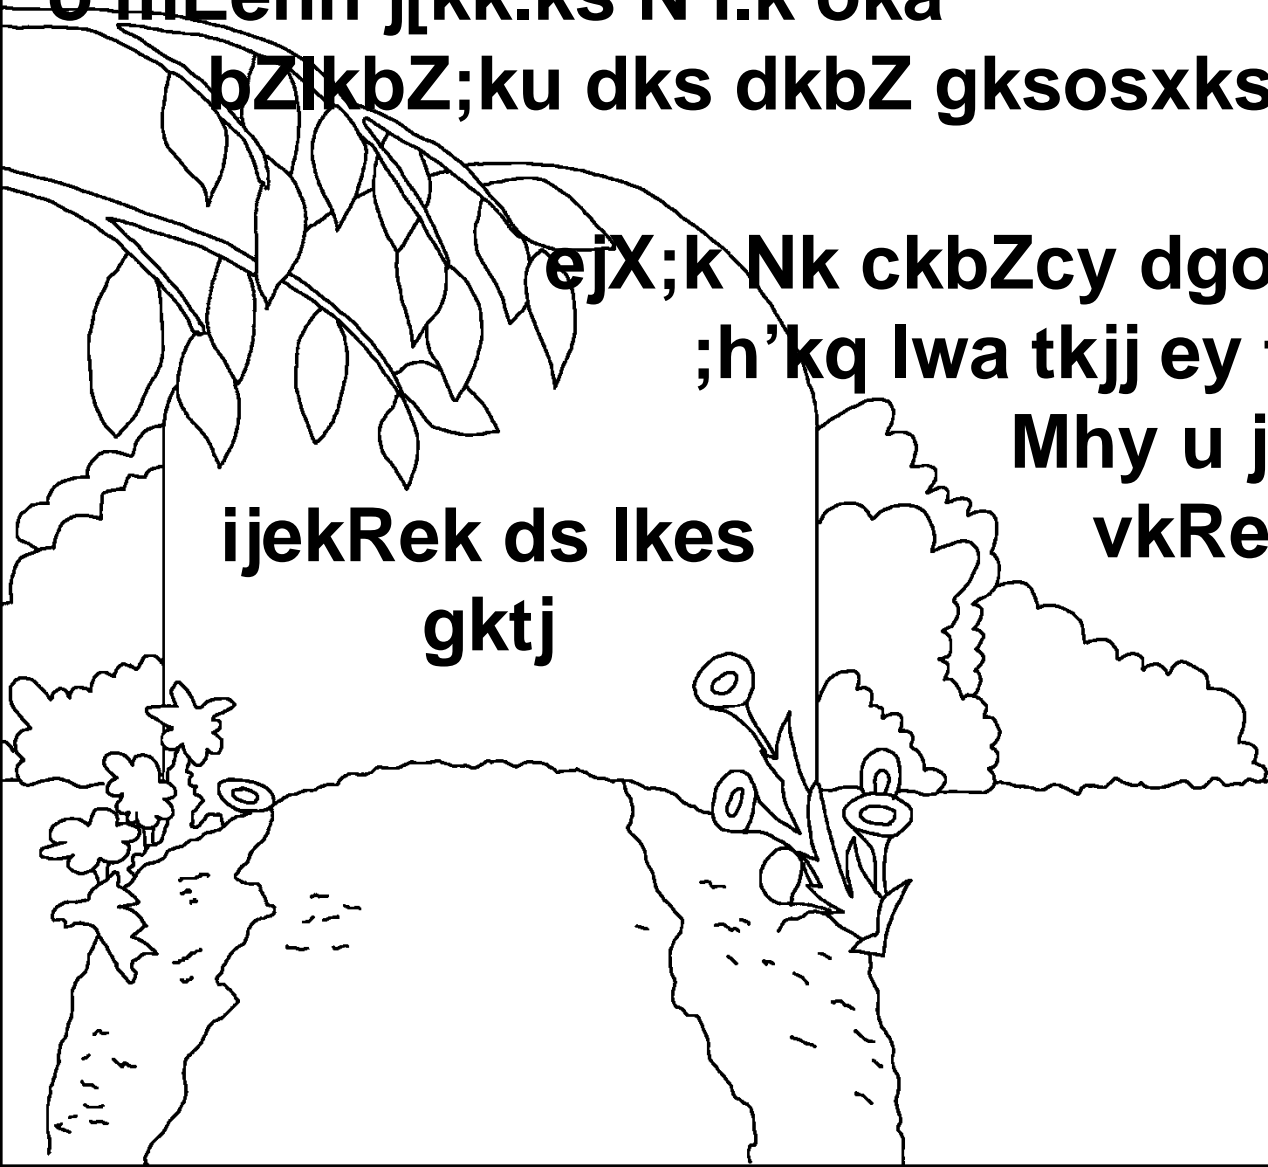 bZlkbZ;ku dks dkbZ gksosxks
ejX;k Nk ckbZcy dgo
;h’kq lwa tkjj ey
Mhy u j
vkRe
ijekRek ds lkes
gktj